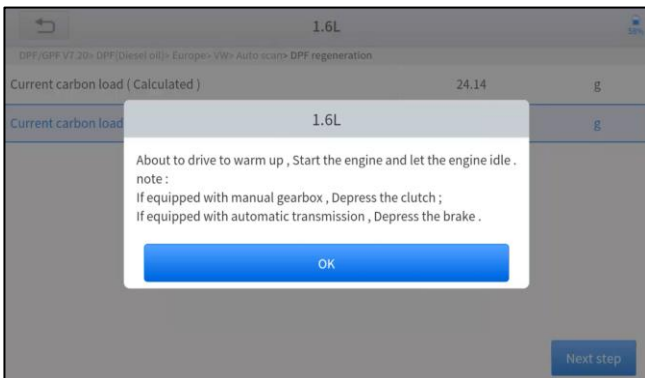 1.6L
59%
DPF/GPF V7.20> DPF(Diesel oil)> Europe> VW> Auto scan> DPF regeneration
Current carbon load ( Calculated ) 24.14 g
Current carbon load g
1.6L
About to drive to warm up , Start the engine and let the engine idle .
note :
If equipped with manual gearbox , Depress the clutch ;
If equipped with automatic transmission , Depress the brake .
OK
Next step